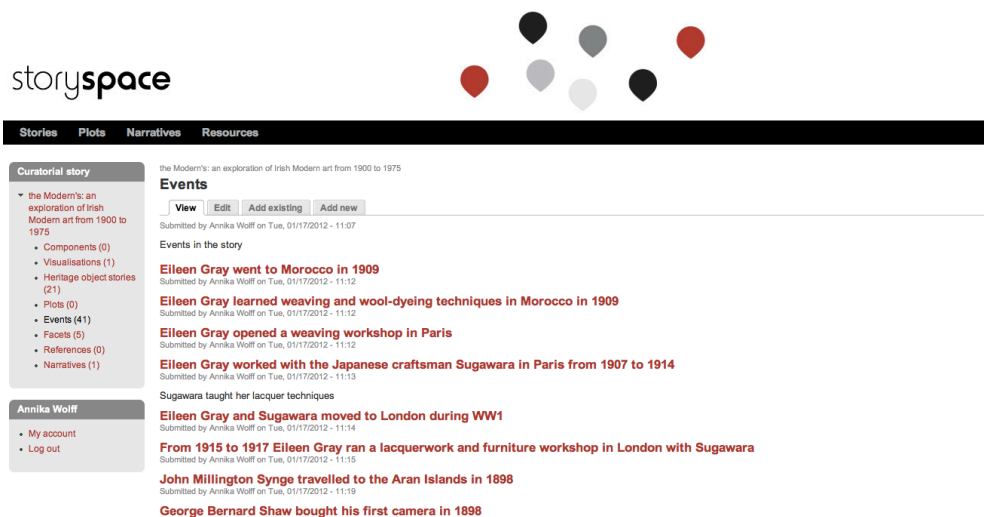 storyspace
Stories Plots Narratives Resources
Curatorial story
the Modern's: an
exploration of Irish
Modern art from 1900 to
1975
Components (0)
Visualisations (1)
Heritage object stories
(21)
Plots (0)
Events (41)
Facets (5)
References (0)
Narratives (1)
Annika Wolff
My account
Log out
the Modern's: an exploration of Irish Modern art from 1900 to 1975
Events
View Edit Add existing Add new
Submitted by Annika Wolff on Tue, 01/17/2012 - 11:07
Events in the story
Eileen Gray went to Morocco in 1909
Submitted by Annika Wolff on Tue, 01/17/2012 - 11:12
Eileen Gray learned weaving and wool-dyeing techniques in Morocco in 1909
Submitted by Annika Wolff on Tue, 01/17/2012 - 11:12
Eileen Gray opened a weaving workshop in Paris
Submitted by Annika Wolff on Tue, 01/17/2012 - 11:12
Eileen Gray worked with the Japanese craftsman Sugawara in Paris from 1907 to 1914
Submitted by Annika Wolff on Tue, 01/17/2012 - 11:13
Sugawara taught her lacquer techniques
Eileen Gray and Sugawara moved to London during WW1
Submitted by Annika Wolff on Tue, 01/17/2012 - 11:14
From 1915 to 1917 Eileen Gray ran a lacquerwork and furniture workshop in London with Sugawara
Submitted by Annika Wolff on Tue, 01/17/2012 - 11:15
John Millington Synge travelled to the Aran Islands in 1898
Submitted by Annika Wolff on Tue, 01/17/2012 - 11:19
George Bernard Shaw bought his first camera in 1898